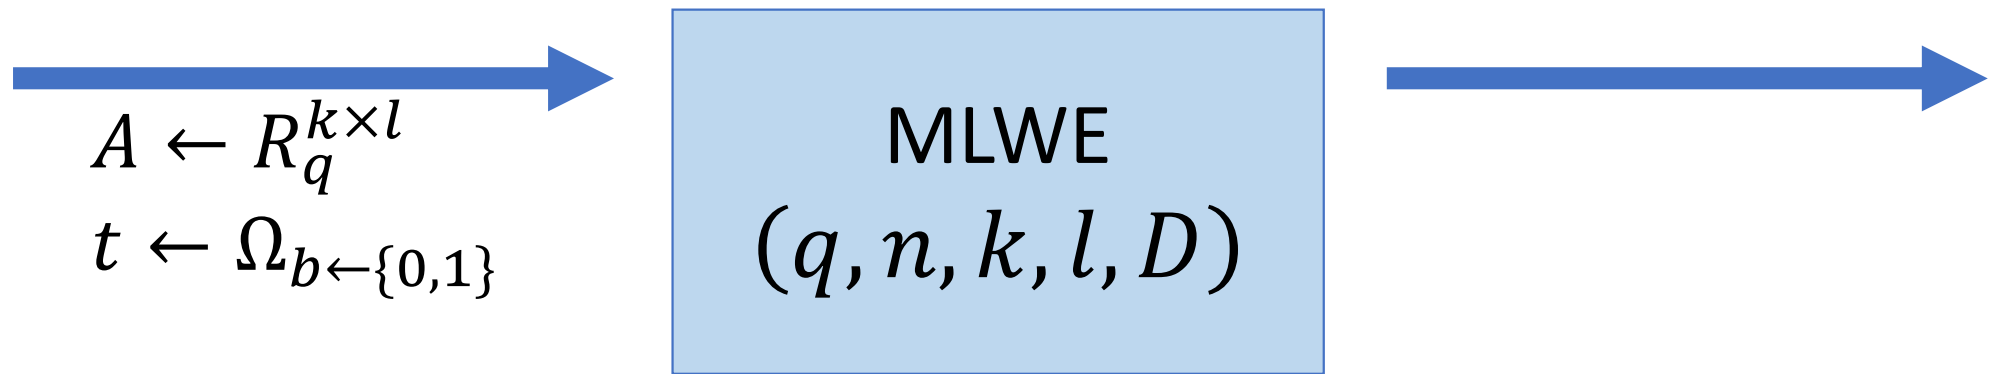 A ← R_q^{k×l}
t ← Ω_{b←{0,1}}
MLWE
(q, n, k, l, D)